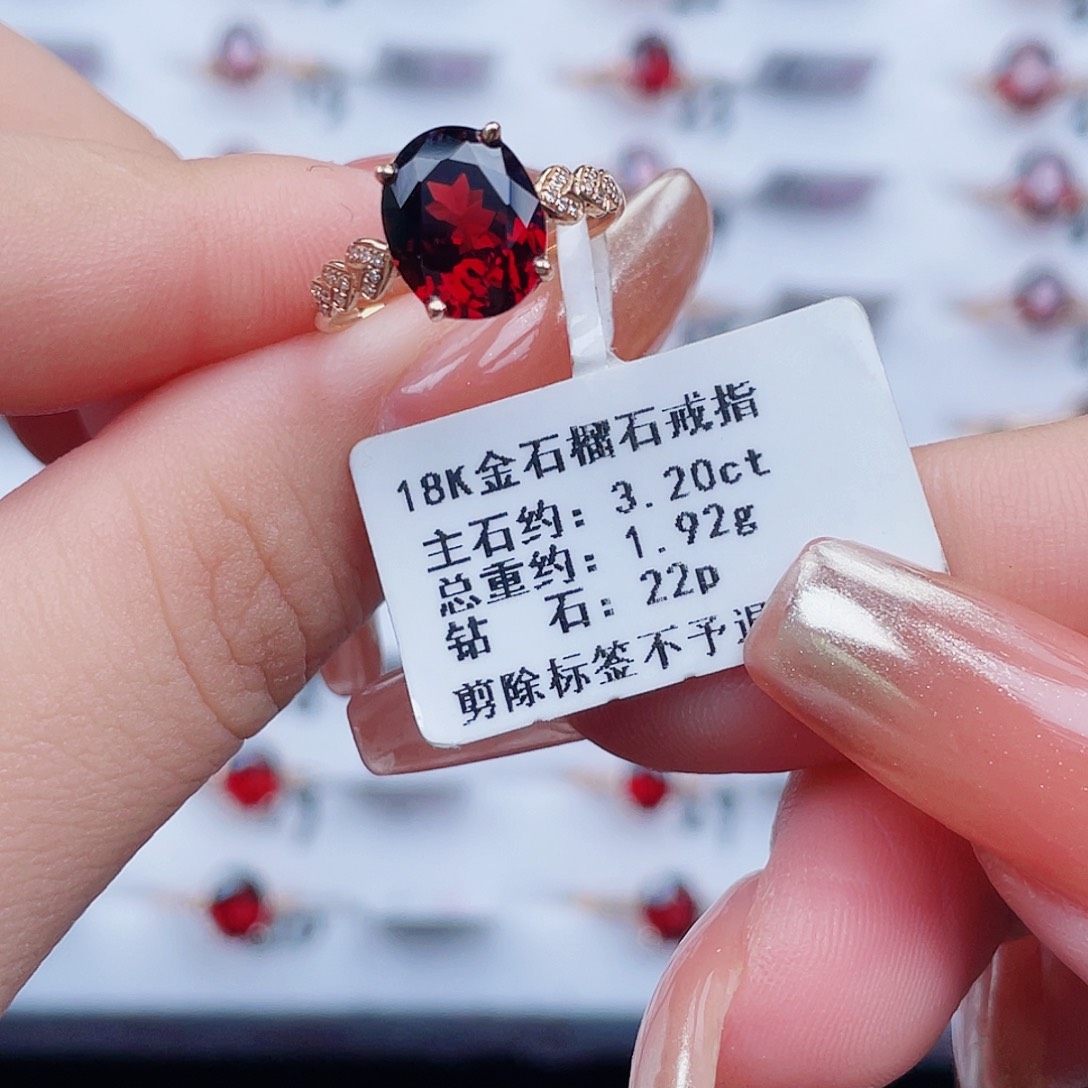 18K金石榴石戒指
主石约: 3.20ct
总重约: 1.92g
钻 石: 22p
剪除标签不予退